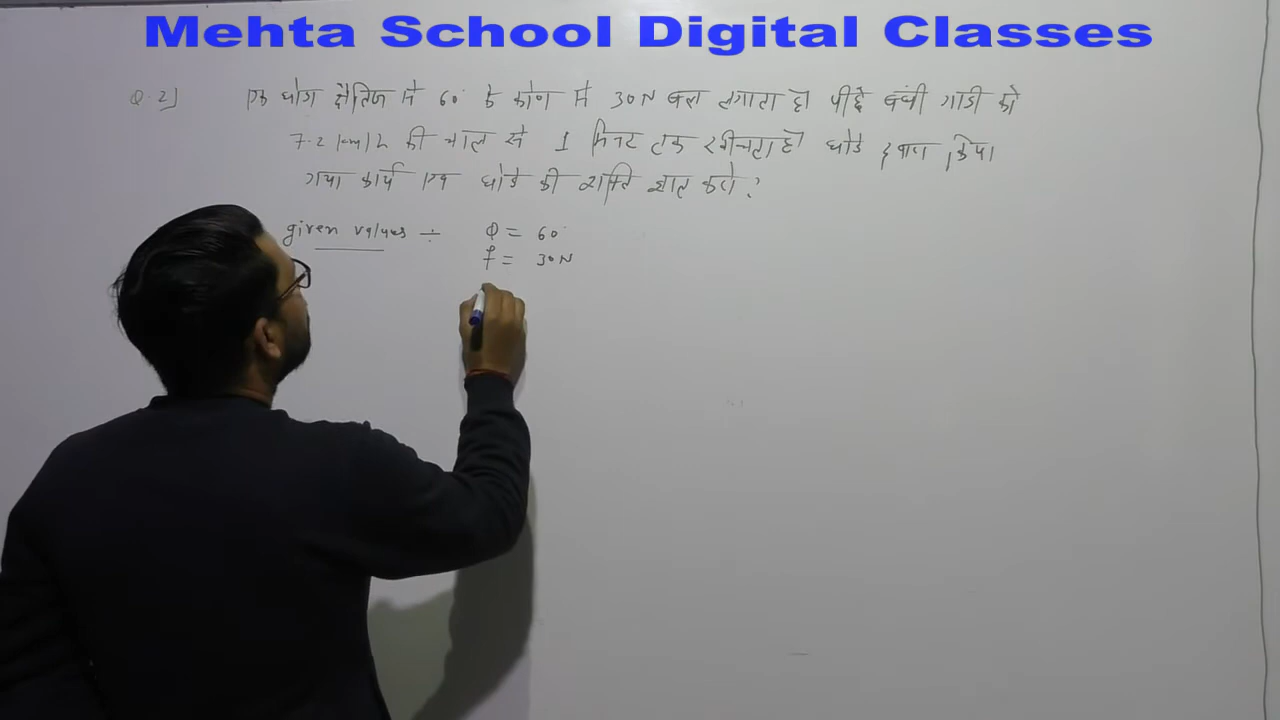 Mehta School Digital Classes
Q.2] एक घोडा क्षैतिज से 60° के कोण में 30N बल लगाता है पीछे बंधी गाडी को
7.2 km/h की चाल से 1 मिनट तक खींचता है घोडे द्वारा किया
गया कार्य एवं घोडे की शक्ति ज्ञात करो ?
given values ÷ θ = 60°
f = 30N